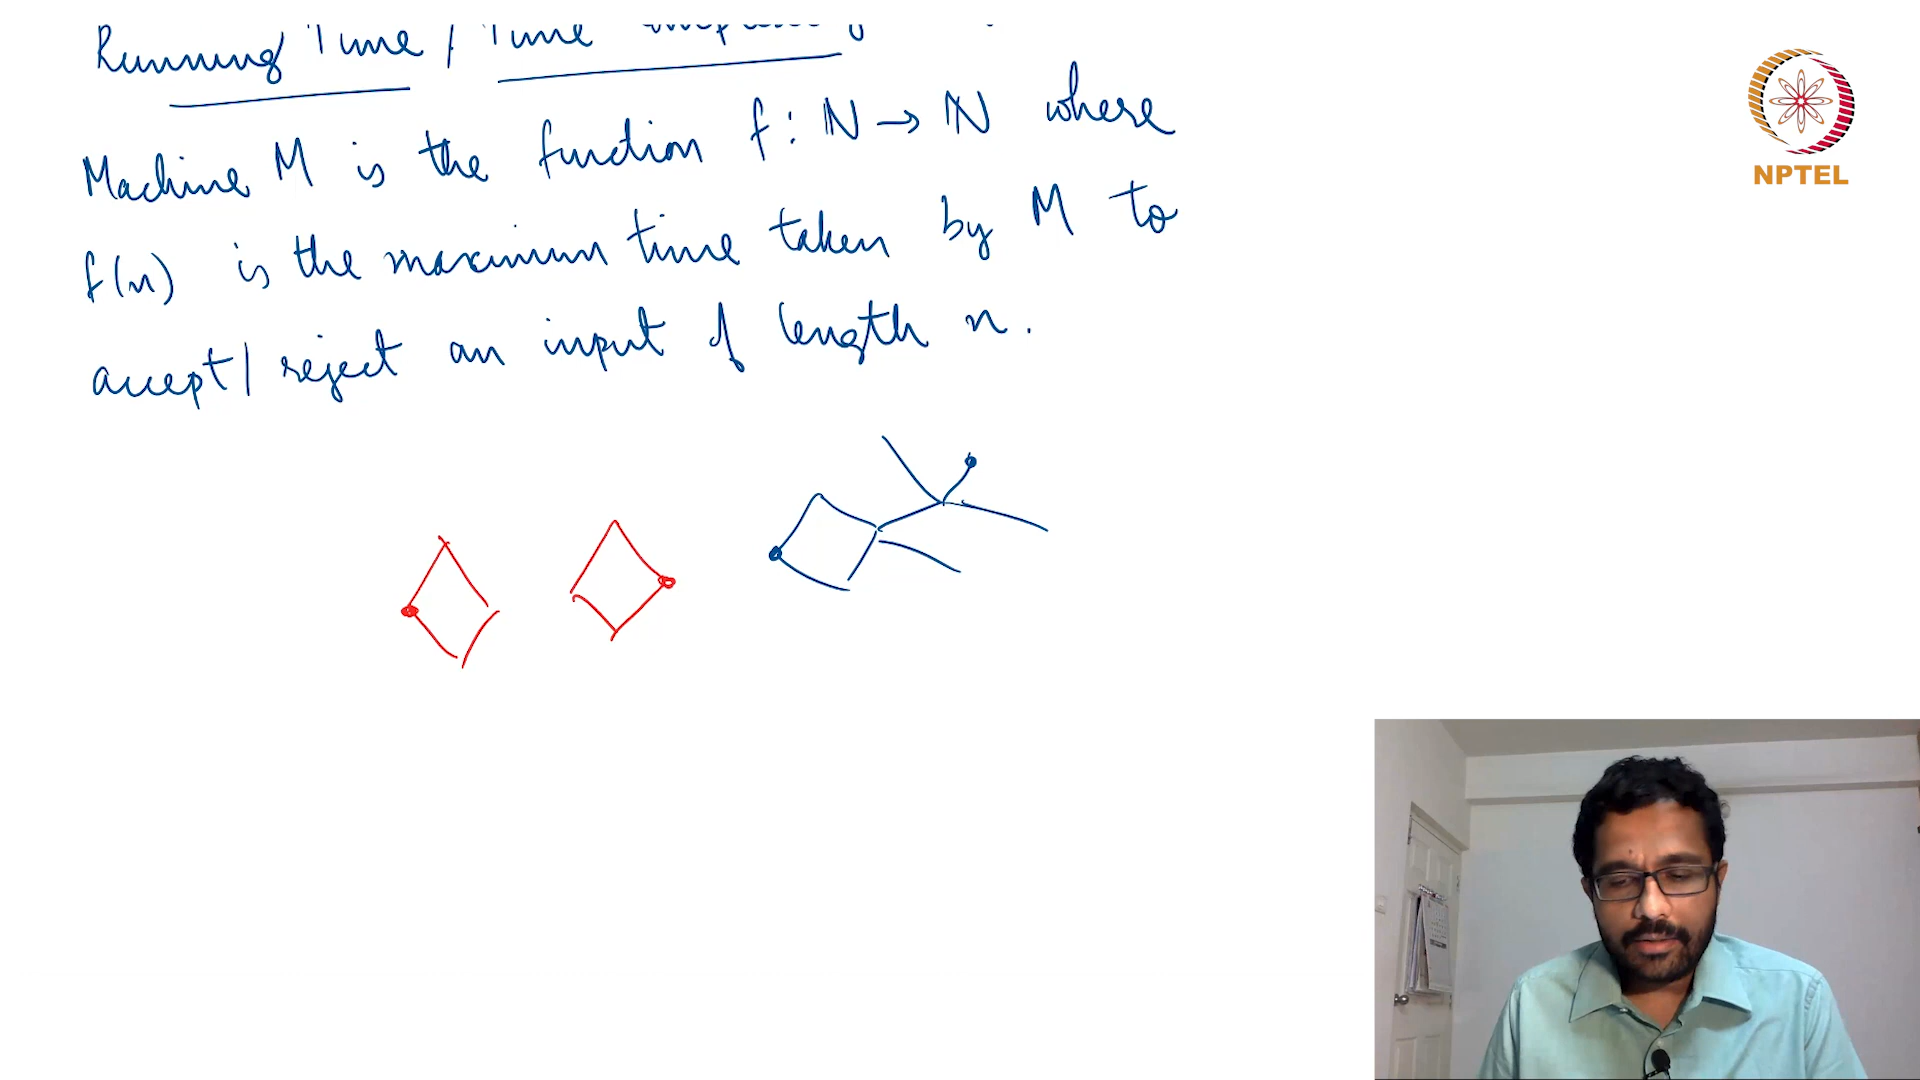 Running Time / Time
Machine M is the function f : ℕ → ℕ where
f(n) is the maximum time taken by M to
accept / reject an input of length n.
NPTEL